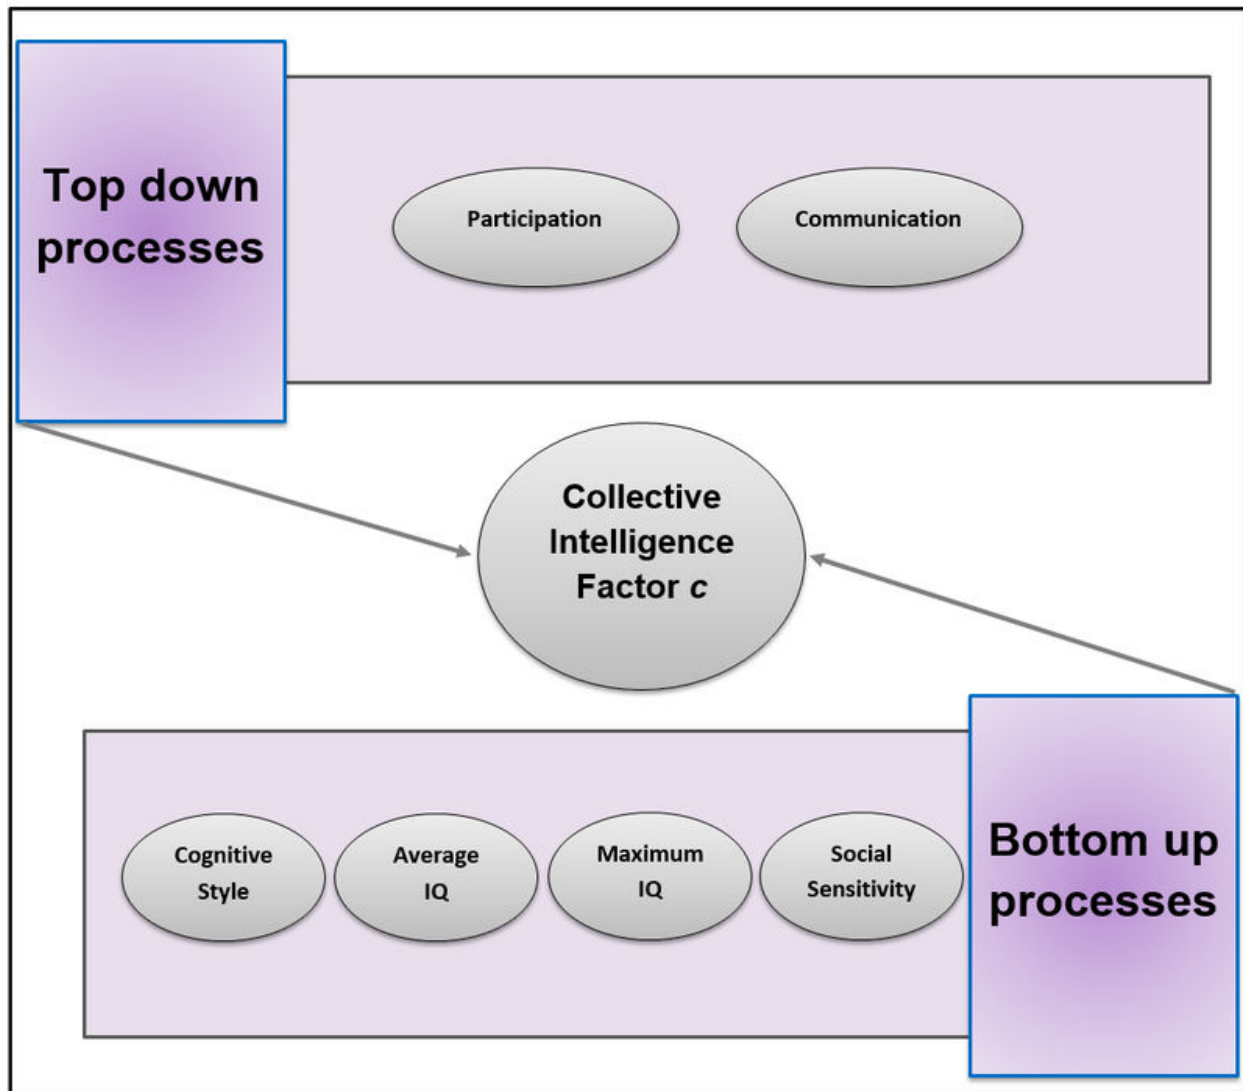 Top down
processes
Participation
Communication
Collective
Intelligence
Factor c
Cognitive
Style
Average
IQ
Maximum
IQ
Social
Sensitivity
Bottom up
processes